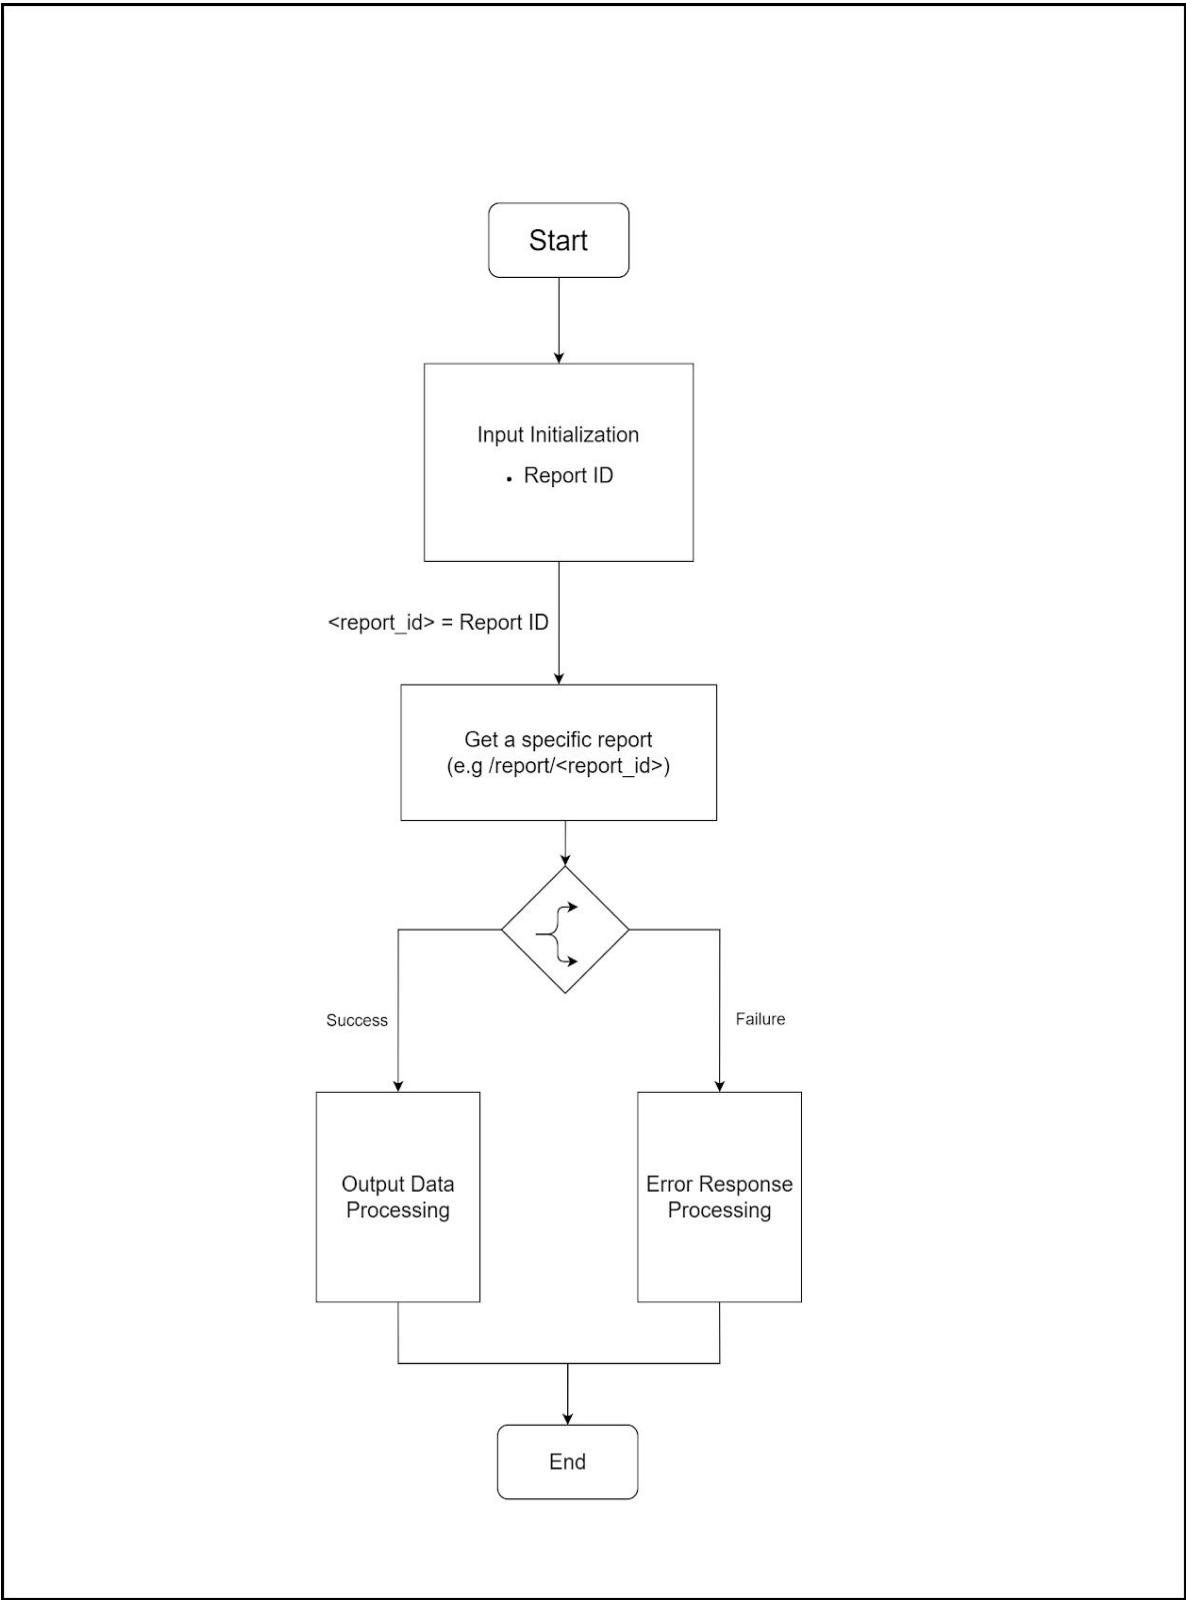 Start
Input Initialization
• Report ID
<report_id> = Report ID
Get a specific report
(e.g /report/<report_id>)
Success
Failure
Output Data
Processing
Error Response
Processing
End